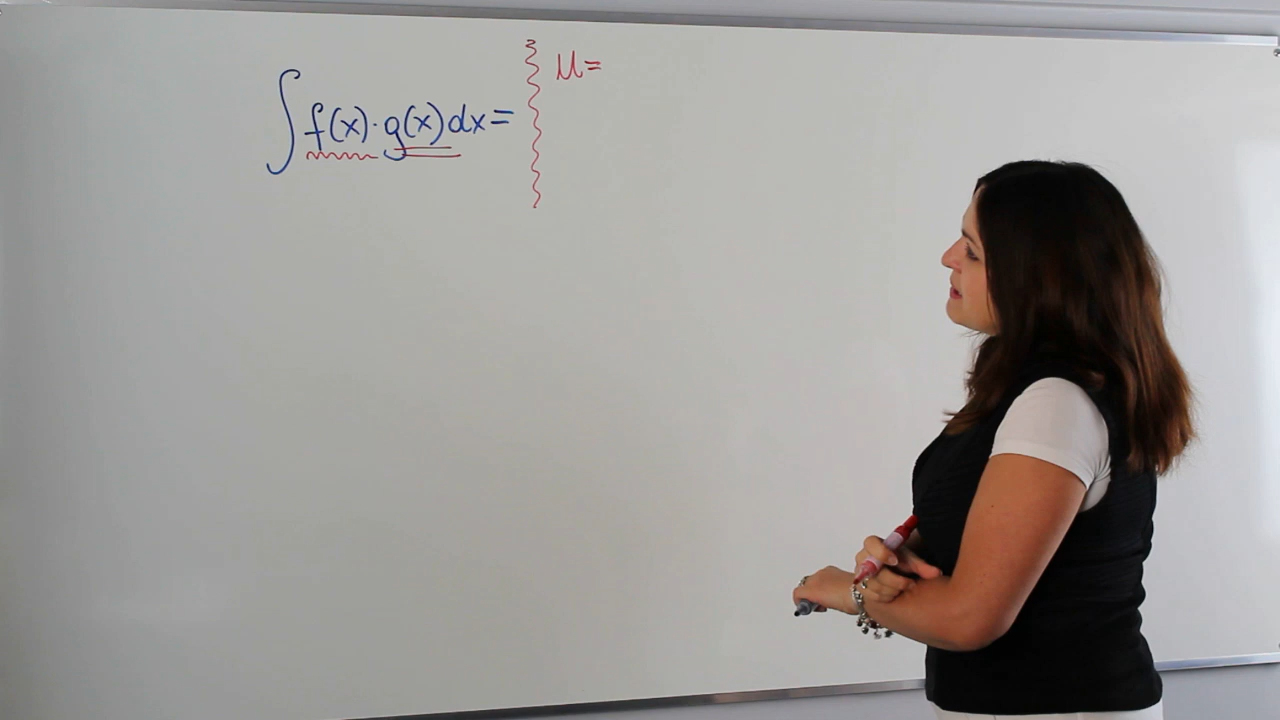 ∫ f(x)·g(x)dx=
u=